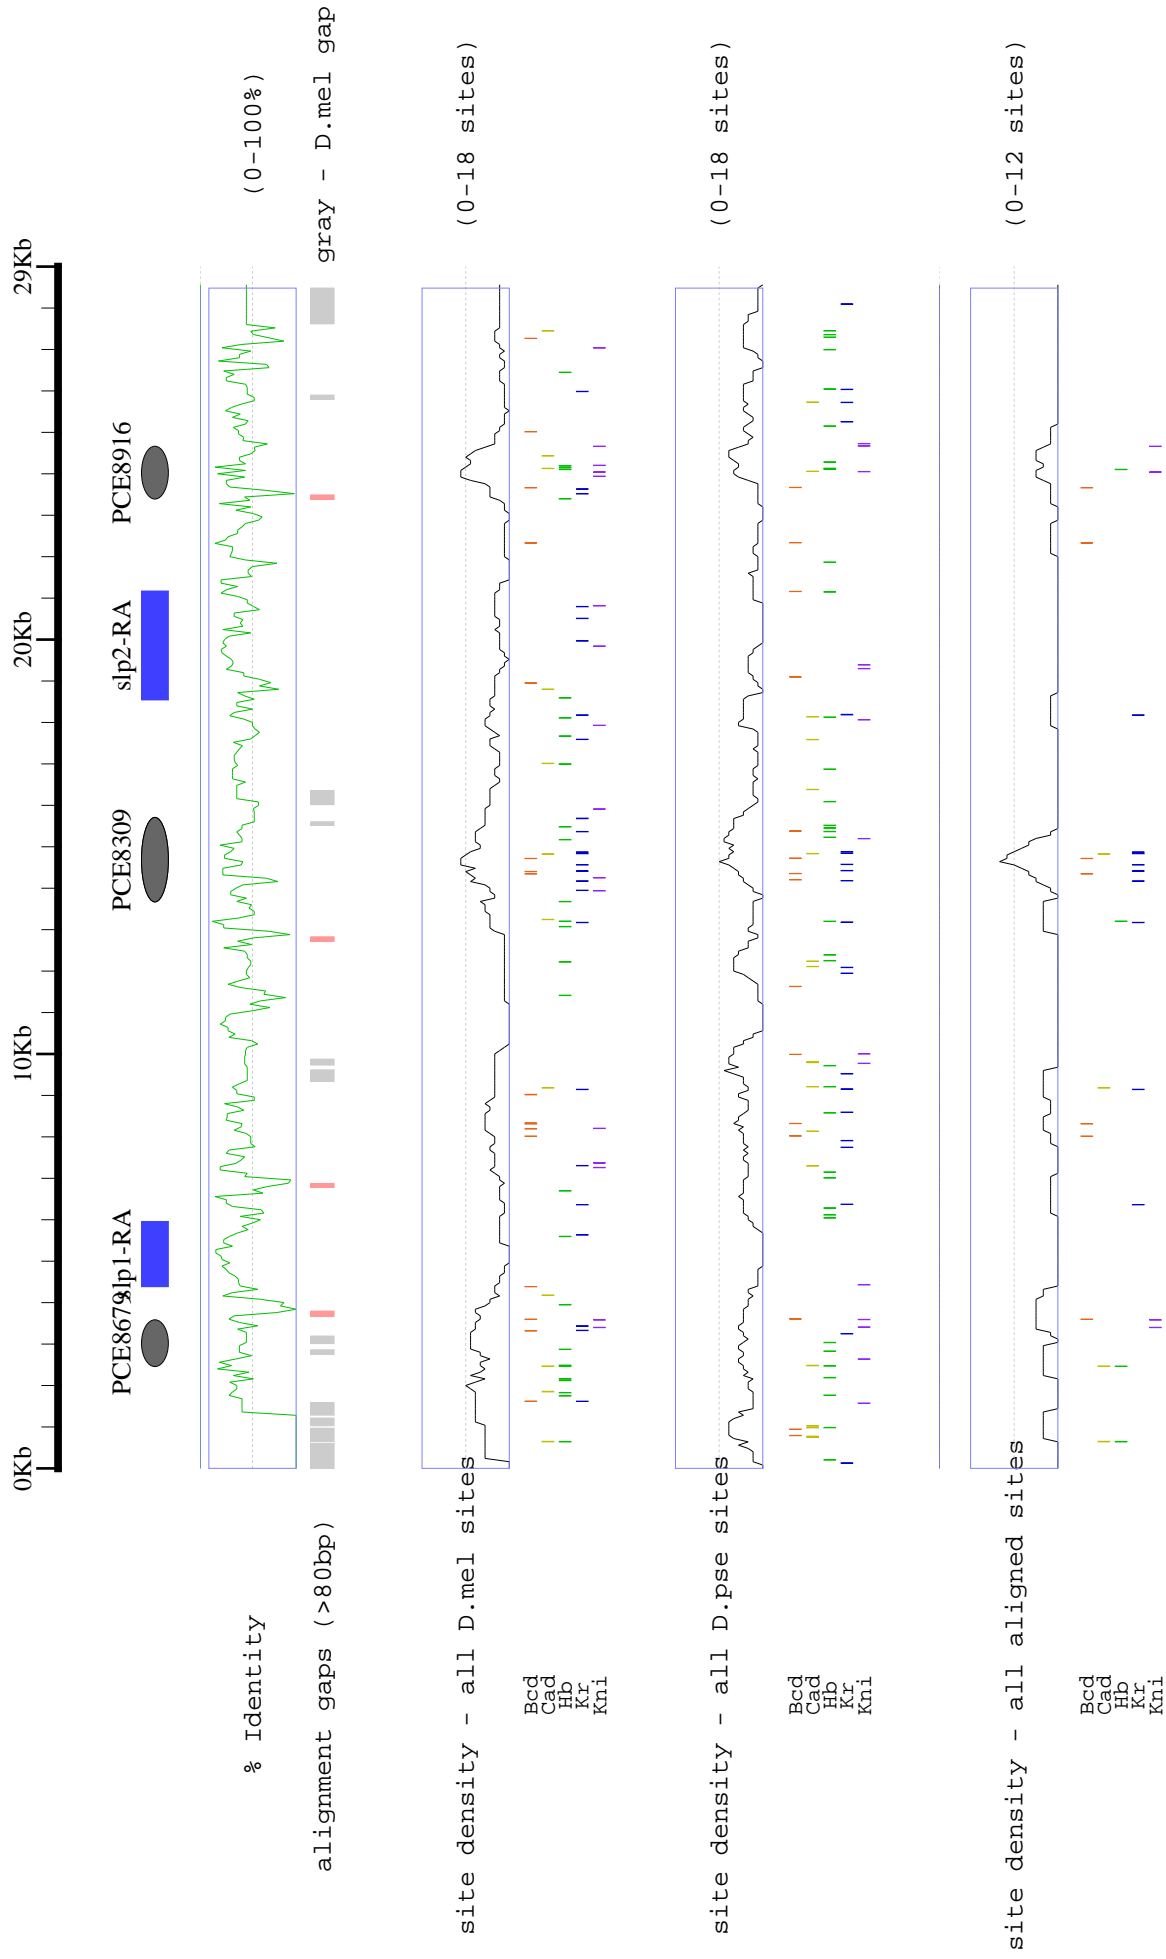 0Kb 10Kb 20Kb 29Kb
PCE8679 slp1-RA PCE8309 slp2-RA PCE8916
% Identity (0-100%)
alignment gaps (>80bp) gray - D.mel gap
site density - all D.mel sites (0-18 sites)
Bcd
Cad
Hb
Kr
Kni
site density - all D.pse sites (0-18 sites)
Bcd
Cad
Hb
Kr
Kni
site density - all aligned sites (0-12 sites)
Bcd
Cad
Hb
Kr
Kni